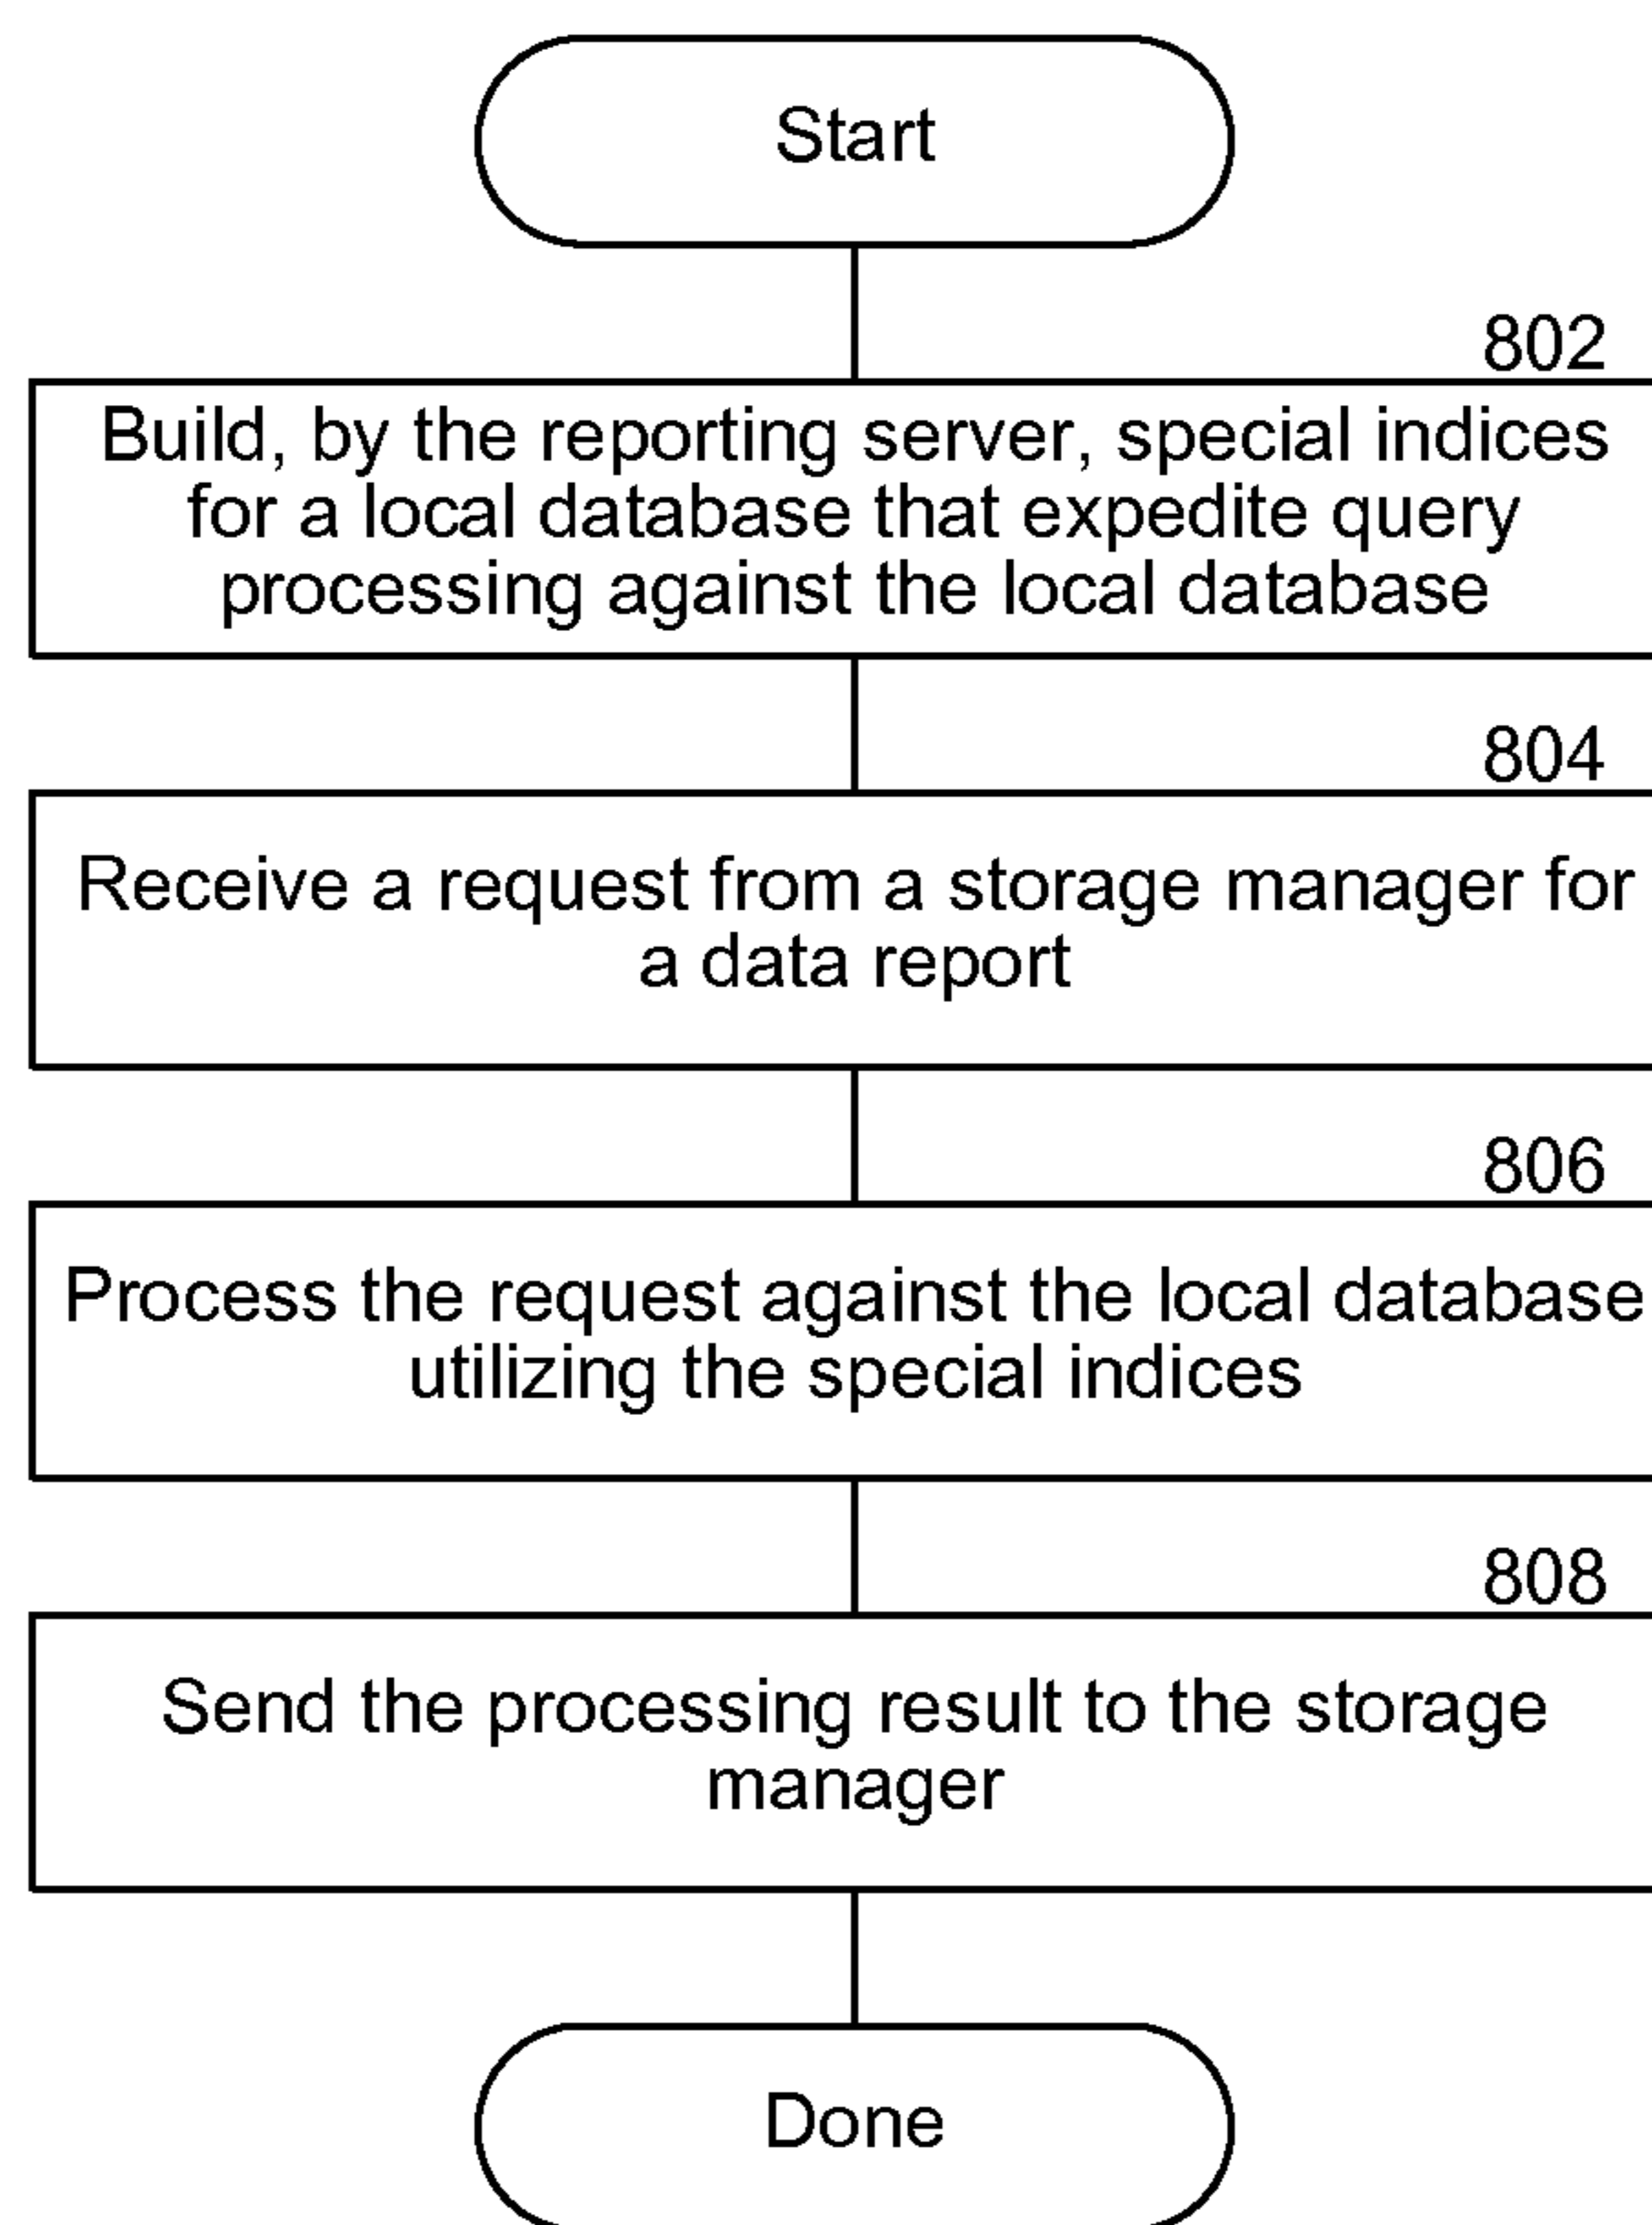 Start
802
Build, by the reporting server, special indices
for a local database that expedite query
processing against the local database
804
Receive a request from a storage manager for
a data report
806
Process the request against the local database
utilizing the special indices
808
Send the processing result to the storage
manager
Done